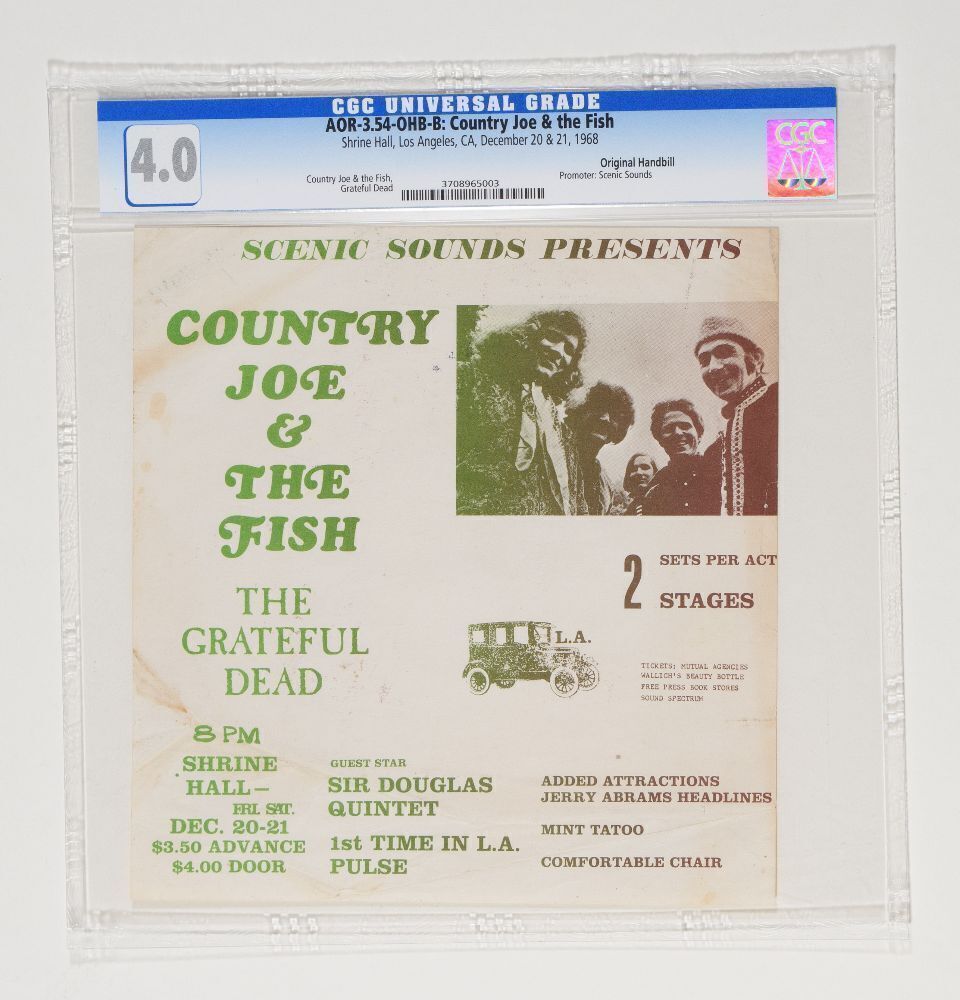 CGC UNIVERSAL GRADE
AOR-3.54-OHB-B: Country Joe & the Fish
Shrine Hall, Los Angeles, CA, December 20 & 21, 1968
4.0
Original Handbill
Country Joe & the Fish,
Grateful Dead
3708965003
Promoter: Scenic Sounds
CGC
SCENIC SOUNDS PRESENTS
COUNTRY
JOE
&
THE
FISH
THE
GRATEFUL
DEAD
2 SETS PER ACT
STAGES
L.A.
TICKETS: MUTUAL AGENCIES
WALLICH'S BEAUTY BOTTLE
FREE PRESS BOOK STORES
SOUND SPECTRUM
8 PM
SHRINE
HALL-
FRI. SAT.
DEC. 20-21
$3.50 ADVANCE
$4.00 DOOR
GUEST STAR
SIR DOUGLAS
QUINTET
1st TIME IN L.A.
PULSE
ADDED ATTRACTIONS
JERRY ABRAMS HEADLINES
MINT TATOO
COMFORTABLE CHAIR